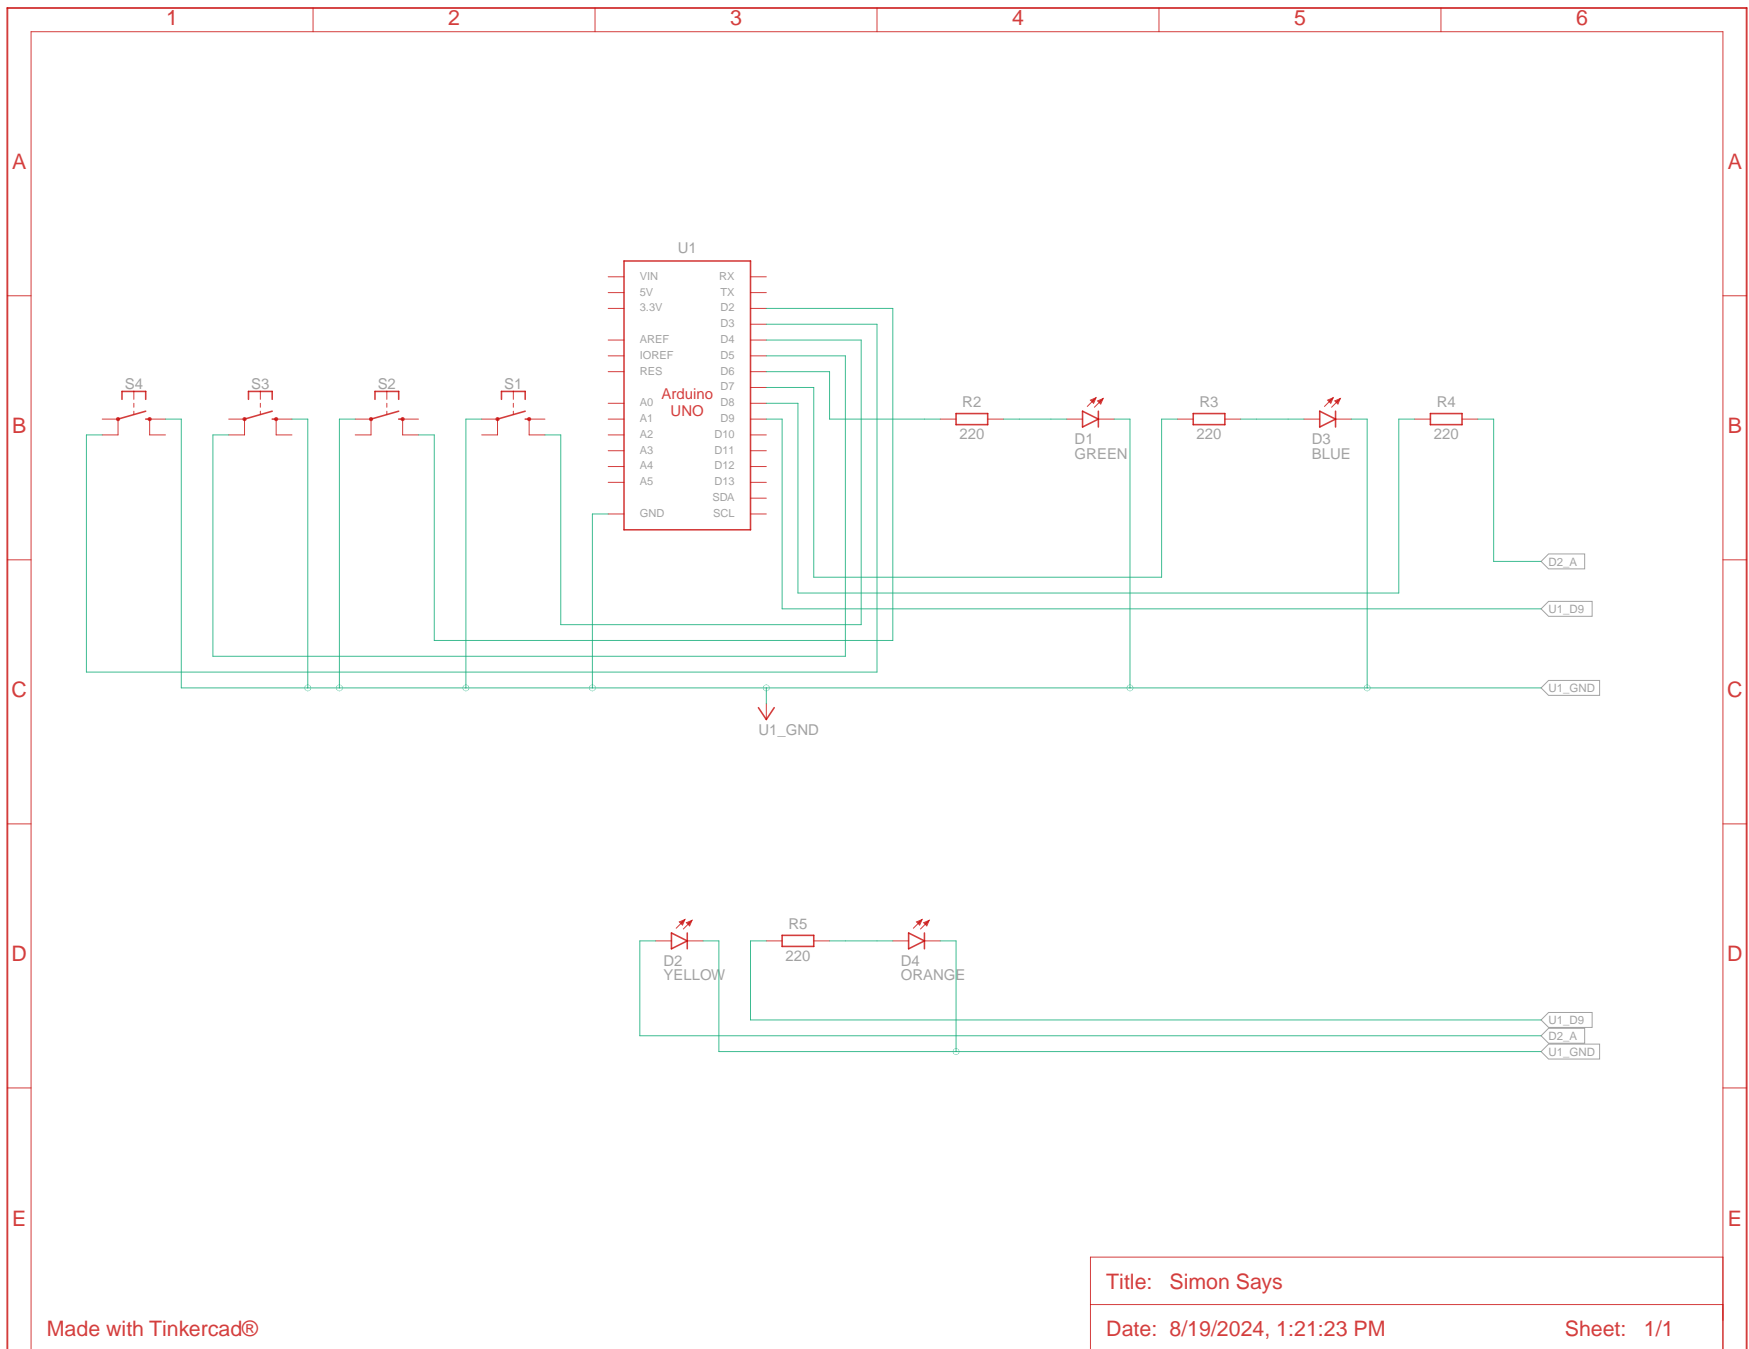 1 2 3 4 5 6
A A
U1
VIN RX
5V TX
3.3V D2
D3
AREF D4
IOREF D5
RES D6
D7
Arduino
UNO
A0 D8
A1 D9
A2 D10
A3 D11
A4 D12
A5 D13
SDA
GND SCL
S4 S3 S2 S1
R2 R3 R4
B B
220 220 220
D1 D3
GREEN BLUE
D2_A
U1_D9
C C
U1_GND
U1_GND
R5
D D
220
D2 D4
YELLOW ORANGE
U1_D9
D2_A
U1_GND
E E
Title: Simon Says
Made with Tinkercad®
Date: 8/19/2024, 1:21:23 PM Sheet: 1/1